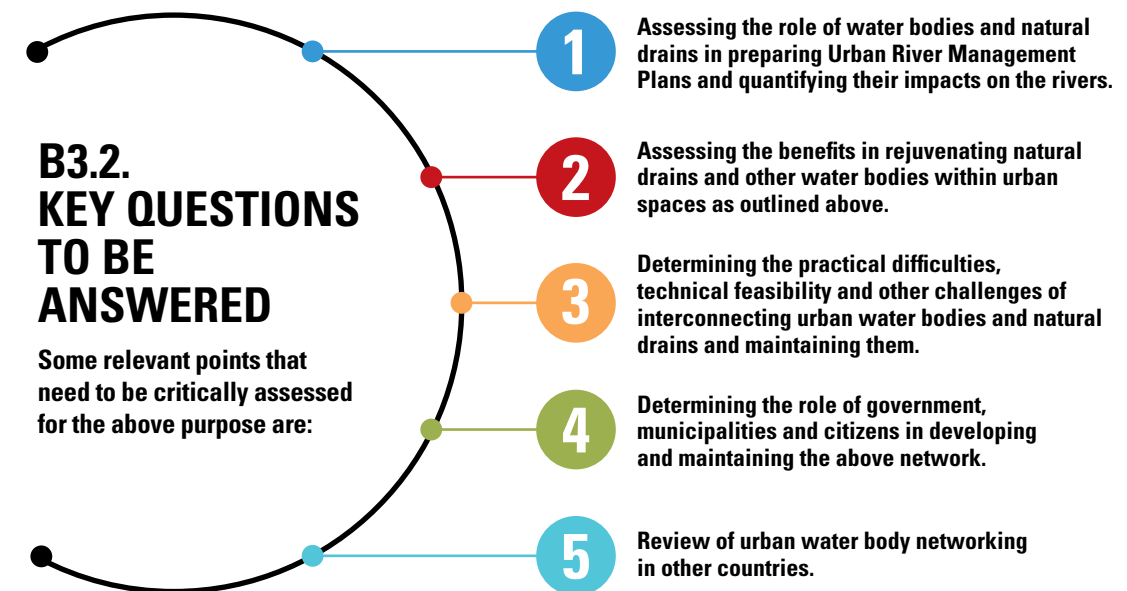 B3.2.
KEY QUESTIONS
TO BE
ANSWERED
Some relevant points that
need to be critically assessed
for the above purpose are:
1
Assessing the role of water bodies and natural
drains in preparing Urban River Management
Plans and quantifying their impacts on the rivers.
2
Assessing the benefits in rejuvenating natural
drains and other water bodies within urban
spaces as outlined above.
3
Determining the practical difficulties,
technical feasibility and other challenges of
interconnecting urban water bodies and natural
drains and maintaining them.
4
Determining the role of government,
municipalities and citizens in developing
and maintaining the above network.
5
Review of urban water body networking
in other countries.